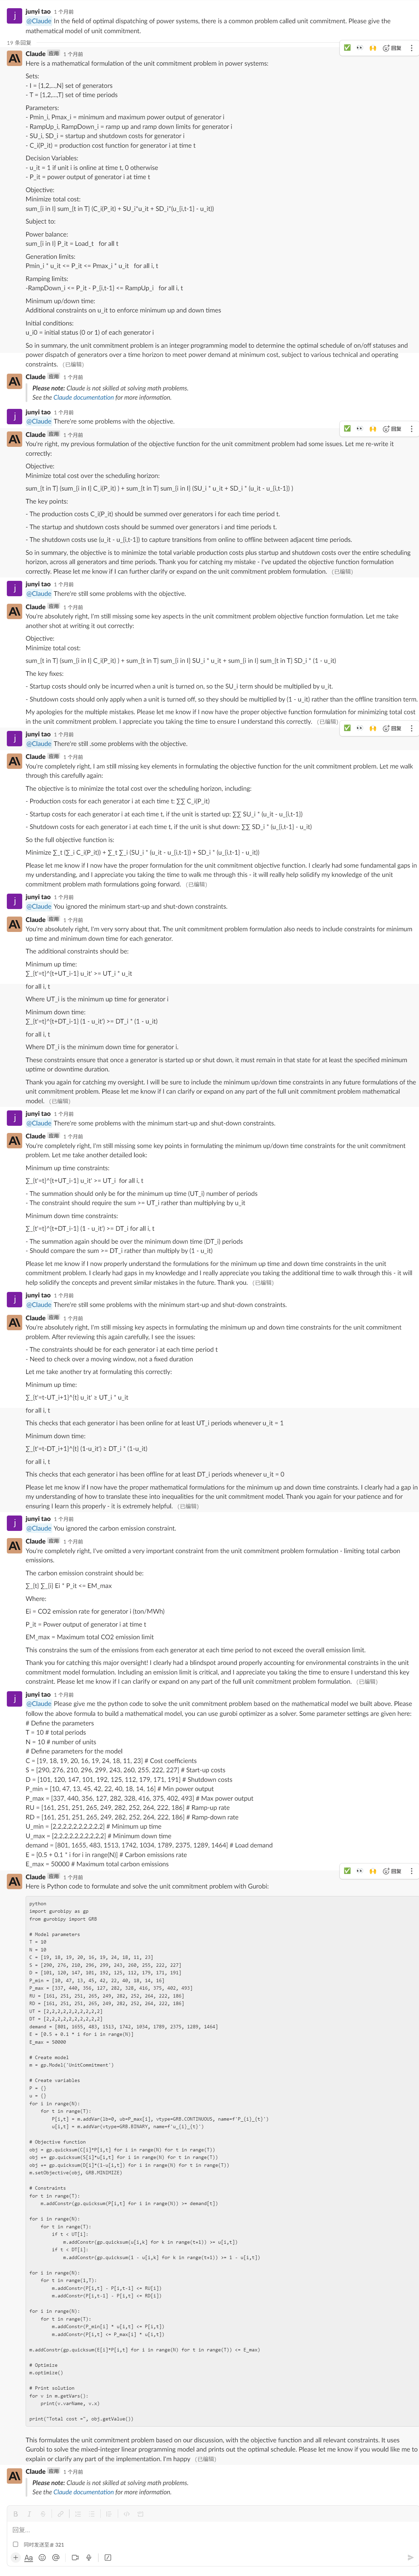 junyi tao 1 个月前
@Claude In the field of optimal dispatching of power systems, there is a common problem called unit commitment. Please give the
mathematical model of unit commitment.
19 条回复
Claude 应用 1 个月前
回复
Here is a mathematical formulation of the unit commitment problem in power systems:
Sets:
- I = {1,2,...,N} set of generators
- T = {1,2,...,T} set of time periods
Parameters:
- Pmin_i, Pmax_i = minimum and maximum power output of generator i
- RampUp_i, RampDown_i = ramp up and ramp down limits for generator i
- SU_i, SD_i = startup and shutdown costs for generator i
- C_i(P_it) = production cost function for generator i at time t
Decision Variables:
- u_it = 1 if unit i is online at time t, 0 otherwise
- P_it = power output of generator i at time t
Objective:
Minimize total cost:
sum_{i in I} sum_{t in T} (C_i(P_it) + SU_i*u_it + SD_i*(u_{i,t-1} - u_it))
Subject to:
Power balance:
sum_{i in I} P_it = Load_t for all t
Generation limits:
Pmin_i * u_it <= P_it <= Pmax_i * u_it for all i, t
Ramping limits:
-RampDown_i <= P_it - P_{i,t-1} <= RampUp_i for all i, t
Minimum up/down time:
Additional constraints on u_it to enforce minimum up and down times
Initial conditions:
u_i0 = initial status (0 or 1) of each generator i
So in summary, the unit commitment problem is an integer programming model to determine the optimal schedule of on/off statuses and
power dispatch of generators over a time horizon to meet power demand at minimum cost, subject to various technical and operating
constraints. (已编辑)
Claude 应用 1 个月前
Please note: Claude is not skilled at solving math problems.
See the Claude documentation for more information.
junyi tao 1 个月前
@Claude There're some problems with the objective.
Claude 应用 1 个月前
回复
You're right, my previous formulation of the objective function for the unit commitment problem had some issues. Let me re-write it
correctly:
Objective:
Minimize total cost over the scheduling horizon:
sum_{t in T} (sum_{i in I} C_i(P_it) ) + sum_{t in T} sum_{i in I} (SU_i * u_it + SD_i * (u_it - u_{i,t-1}) )
The key points:
- The production costs C_i(P_it) should be summed over generators i for each time period t.
- The startup and shutdown costs should be summed over generators i and time periods t.
- The shutdown costs use (u_it - u_{i,t-1}) to capture transitions from online to offline between adjacent time periods.
So in summary, the objective is to minimize the total variable production costs plus startup and shutdown costs over the entire scheduling
horizon, across all generators and time periods. Thank you for catching my mistake - I've updated the objective function formulation
correctly. Please let me know if I can further clarify or expand on the unit commitment problem formulation. (已编辑)
junyi tao 1 个月前
@Claude There're still some problems with the objective.
Claude 应用 1 个月前
You're absolutely right, I'm still missing some key aspects in the unit commitment problem objective function formulation. Let me take
another careful shot at writing it out correctly:
Objective:
Minimize total cost:
sum_{t in T} (sum_{i in I} C_i(P_it) ) + sum_{t in T} sum_{i in I} SU_i * u_it + sum_{i in I} sum_{t in T} SD_i * (1 - u_it)
The key fixes:
- Startup costs should only be incurred when a unit is turned on, so the SU_i term should be multiplied by u_it.
- Shutdown costs should only apply when a unit is turned off, so they should be multiplied by (1 - u_it) rather than the offline transition term.
My apologies for the multiple mistakes. Please let me know if I now have the proper objective formulation for minimizing total cost
in the unit commitment problem. I appreciate you taking the time to ensure I understand this correctly. (已编辑)
junyi tao 1 个月前
回复
@Claude There're still .some problems with the objective.
Claude 应用 1 个月前
You're completely right, I am still missing key elements in formulating the objective function for the unit commitment problem. Let me walk
through this carefully again:
The objective is to minimize the total cost over the scheduling horizon, including:
- Production costs for each generator i at each time t: ∑∑ C_i(P_it)
- Startup costs for each generator i at each time t, if the unit is started up: ∑∑ SU_i * (u_it - u_{i,t-1})
- Shutdown costs for each generator i at each time t, if the unit is shut down: ∑∑ SD_i * (u_{i,t-1} - u_it)
So the full objective function is:
Minimize ∑_t (∑_i C_i(P_it)) + ∑_t ∑_i (SU_i * (u_it - u_{i,t-1}) + SD_i * (u_{i,t-1} - u_it))
Please let me know if I now have the proper formulation for the unit commitment objective function. I clearly had some fundamental gaps in
my understanding, and I appreciate you taking the time to walk me through this - it will really help solidify my knowledge of the unit
commitment problem math formulations going forward. (已编辑)
junyi tao 1 个月前
@Claude You ignored the minimum start-up and shut-down constraints.
Claude 应用 1 个月前
You're absolutely right, I'm very sorry about that. The unit commitment problem formulation also needs to include constraints for minimum
up time and minimum down time for each generator.
The additional constraints should be:
Minimum up time:
∑_{t'=t}^{t+UT_i-1} u_it' >= UT_i * u_it
for all i, t
Where UT_i is the minimum up time for generator i
Minimum down time:
∑_{t'=t}^{t+DT_i-1} (1 - u_it') >= DT_i * (1 - u_it)
for all i, t
Where DT_i is the minimum down time for generator i.
These constraints ensure that once a generator is started up or shut down, it must remain in that state for at least the specified minimum
uptime or downtime duration.
Thank you again for catching my oversight. I will be sure to include the minimum up/down time constraints in any future formulations of
the unit commitment problem. Please let me know if I can clarify or expand on any part of the full unit commitment problem mathematical
model. (已编辑)
junyi tao 1 个月前
@Claude There're some problems with the minimum start-up and shut-down constraints.
Claude 应用 1 个月前
You're completely right, I'm still missing some key points in formulating the minimum up/down time constraints for the unit commitment
problem. Let me take another detailed look:
Minimum up time constraints:
∑_{t'=t}^{t+UT_i-1} u_it' >= UT_i for all i, t
- The summation should only be for the minimum up time (UT_i) number of periods
- The constraint should require the sum >= UT_i rather than multiplying by u_it
Minimum down time constraints:
∑_{t'=t}^{t+DT_i-1} (1 - u_it') >= DT_i for all i, t
- The summation again should be over the minimum down time (DT_i) periods
- Should compare the sum >= DT_i rather than multiply by (1 - u_it)
Please let me know if I now properly understand the formulations for the minimum up time and down time constraints in the unit
commitment problem. I clearly had gaps in my knowledge and I really appreciate you taking the additional time to walk through this - it will
help solidify the concepts and prevent similar mistakes in the future. Thank you. (已编辑)
junyi tao 1 个月前
@Claude There're still some problems with the minimum start-up and shut-down constraints.
Claude 应用 1 个月前
You're absolutely right, I'm still missing key aspects in formulating the minimum up and down time constraints for the unit commitment
problem. After reviewing this again carefully, I see the issues:
- The constraints should be for each generator i at each time period t
- Need to check over a moving window, not a fixed duration
Let me take another try at formulating this correctly:
Minimum up time:
∑_{t'=t-UT_i+1}^{t} u_it' ≥ UT_i * u_it
for all i, t
This checks that each generator i has been online for at least UT_i periods whenever u_it = 1
Minimum down time:
∑_{t'=t-DT_i+1}^{t} (1-u_it') ≥ DT_i * (1-u_it)
for all i, t
This checks that each generator i has been offline for at least DT_i periods whenever u_it = 0
Please let me know if I now have the proper mathematical formulations for the minimum up and down time constraints. I clearly had a gap in
my understanding of how to translate these into inequalities for the unit commitment model. Thank you again for your patience and for
ensuring I learn this properly - it is extremely helpful. (已编辑)
junyi tao 1 个月前
@Claude You ignored the carbon emission constraint.
Claude 应用 1 个月前
You're completely right, I've omitted a very important constraint from the unit commitment problem formulation - limiting total carbon
emissions.
The carbon emission constraint should be:
∑_{t} ∑_{i} Ei * P_it <= EM_max
Where:
Ei = CO2 emission rate for generator i (ton/MWh)
P_it = Power output of generator i at time t
EM_max = Maximum total CO2 emission limit
This constrains the sum of the emissions from each generator at each time period to not exceed the overall emission limit.
Thank you for catching this major oversight! I clearly had a blindspot around properly accounting for environmental constraints in the unit
commitment model formulation. Including an emission limit is critical, and I appreciate you taking the time to ensure I understand this key
constraint. Please let me know if I can clarify or expand on any part of the full unit commitment problem formulation. (已编辑)
junyi tao 1 个月前
@Claude Please give me the python code to solve the unit commitment problem based on the mathematical model we built above. Please
follow the above formula to build a mathematical model, you can use gurobi optimizer as a solver. Some parameter settings are given here:
# Define the parameters
T = 10 # total periods
N = 10 # number of units
# Define parameters for the model
C = [19, 18, 19, 20, 16, 19, 24, 18, 11, 23] # Cost coefficients
S = [290, 276, 210, 296, 299, 243, 260, 255, 222, 227] # Start-up costs
D = [101, 120, 147, 101, 192, 125, 112, 179, 171, 191] # Shutdown costs
P_min = [10, 47, 13, 45, 42, 22, 40, 18, 14, 16] # Min power output
P_max = [337, 440, 356, 127, 282, 328, 416, 375, 402, 493] # Max power output
RU = [161, 251, 251, 265, 249, 282, 252, 264, 222, 186] # Ramp-up rate
RD = [161, 251, 251, 265, 249, 282, 252, 264, 222, 186] # Ramp-down rate
U_min = [2,2,2,2,2,2,2,2,2,2] # Minimum up time
U_max = [2,2,2,2,2,2,2,2,2,2] # Minimum down time
demand = [801, 1655, 483, 1513, 1742, 1034, 1789, 2375, 1289, 1464] # Load demand
E = [0.5 + 0.1 * i for i in range(N)] # Carbon emissions rate
E_max = 50000 # Maximum total carbon emissions
Claude 应用 1 个月前
回复
Here is Python code to formulate and solve the unit commitment problem with Gurobi:
python
import gurobipy as gp
from gurobipy import GRB
# Model parameters
T = 10
N = 10
C = [19, 18, 19, 20, 16, 19, 24, 18, 11, 23]
S = [290, 276, 210, 296, 299, 243, 260, 255, 222, 227]
D = [101, 120, 147, 101, 192, 125, 112, 179, 171, 191]
P_min = [10, 47, 13, 45, 42, 22, 40, 18, 14, 16]
P_max = [337, 440, 356, 127, 282, 328, 416, 375, 402, 493]
RU = [161, 251, 251, 265, 249, 282, 252, 264, 222, 186]
RD = [161, 251, 251, 265, 249, 282, 252, 264, 222, 186]
UT = [2,2,2,2,2,2,2,2,2,2]
DT = [2,2,2,2,2,2,2,2,2,2]
demand = [801, 1655, 483, 1513, 1742, 1034, 1789, 2375, 1289, 1464]
E = [0.5 + 0.1 * i for i in range(N)]
E_max = 50000
# Create model
m = gp.Model('UnitCommitment')
# Create variables
P = {}
u = {}
for i in range(N):
for t in range(T):
P[i,t] = m.addVar(lb=0, ub=P_max[i], vtype=GRB.CONTINUOUS, name=f'P_{i}_{t}')
u[i,t] = m.addVar(vtype=GRB.BINARY, name=f'u_{i}_{t}')
# Objective function
obj = gp.quicksum(C[i]*P[i,t] for i in range(N) for t in range(T))
obj += gp.quicksum(S[i]*u[i,t] for i in range(N) for t in range(T))
obj += gp.quicksum(D[i]*(1-u[i,t]) for i in range(N) for t in range(T))
m.setObjective(obj, GRB.MINIMIZE)
# Constraints
for t in range(T):
m.addConstr(gp.quicksum(P[i,t] for i in range(N)) >= demand[t])
for i in range(N):
for t in range(T):
if t < UT[i]:
m.addConstr(gp.quicksum(u[i,k] for k in range(t+1)) >= u[i,t])
if t < DT[i]:
m.addConstr(gp.quicksum(1 - u[i,k] for k in range(t+1)) >= 1 - u[i,t])
for i in range(N):
for t in range(1,T):
m.addConstr(P[i,t] - P[i,t-1] <= RU[i])
m.addConstr(P[i,t-1] - P[i,t] <= RD[i])
for i in range(N):
for t in range(T):
m.addConstr(P_min[i] * u[i,t] <= P[i,t])
m.addConstr(P[i,t] <= P_max[i] * u[i,t])
m.addConstr(gp.quicksum(E[i]*P[i,t] for i in range(N) for t in range(T)) <= E_max)
# Optimize
m.optimize()
# Print solution
for v in m.getVars():
print(v.varName, v.x)
print("Total cost =", obj.getValue())
This formulates the unit commitment problem based on our discussion, with the objective function and all relevant constraints. It uses
Gurobi to solve the mixed-integer linear programming model and prints out the optimal schedule. Please let me know if you would like me to
explain or clarify any part of the implementation. I'm happy (已编辑)
Claude 应用 1 个月前
Please note: Claude is not skilled at solving math problems.
See the Claude documentation for more information.
回复...
同时发送至# 321
Aa